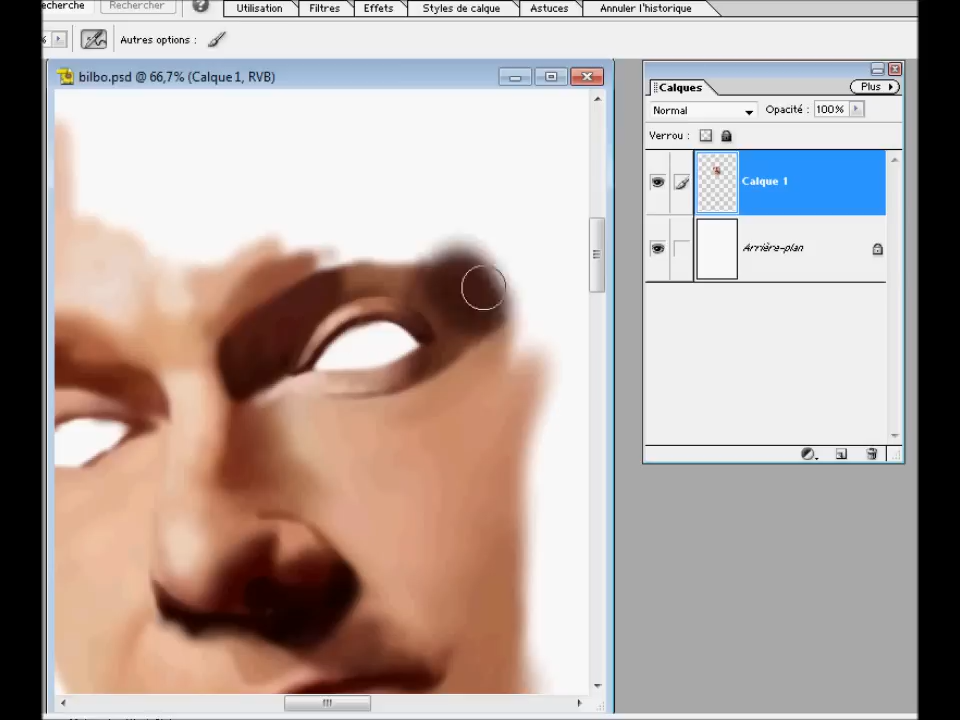 echerche Rechercher Utilisation Filtres Effets Styles de calque Astuces Annuler l'historique
% Autres options :
bilbo.psd @ 66,7% (Calque 1, RVB)
Calques Plus
Normal Opacité : 100%
Verrou :
Calque 1
Arrière-plan